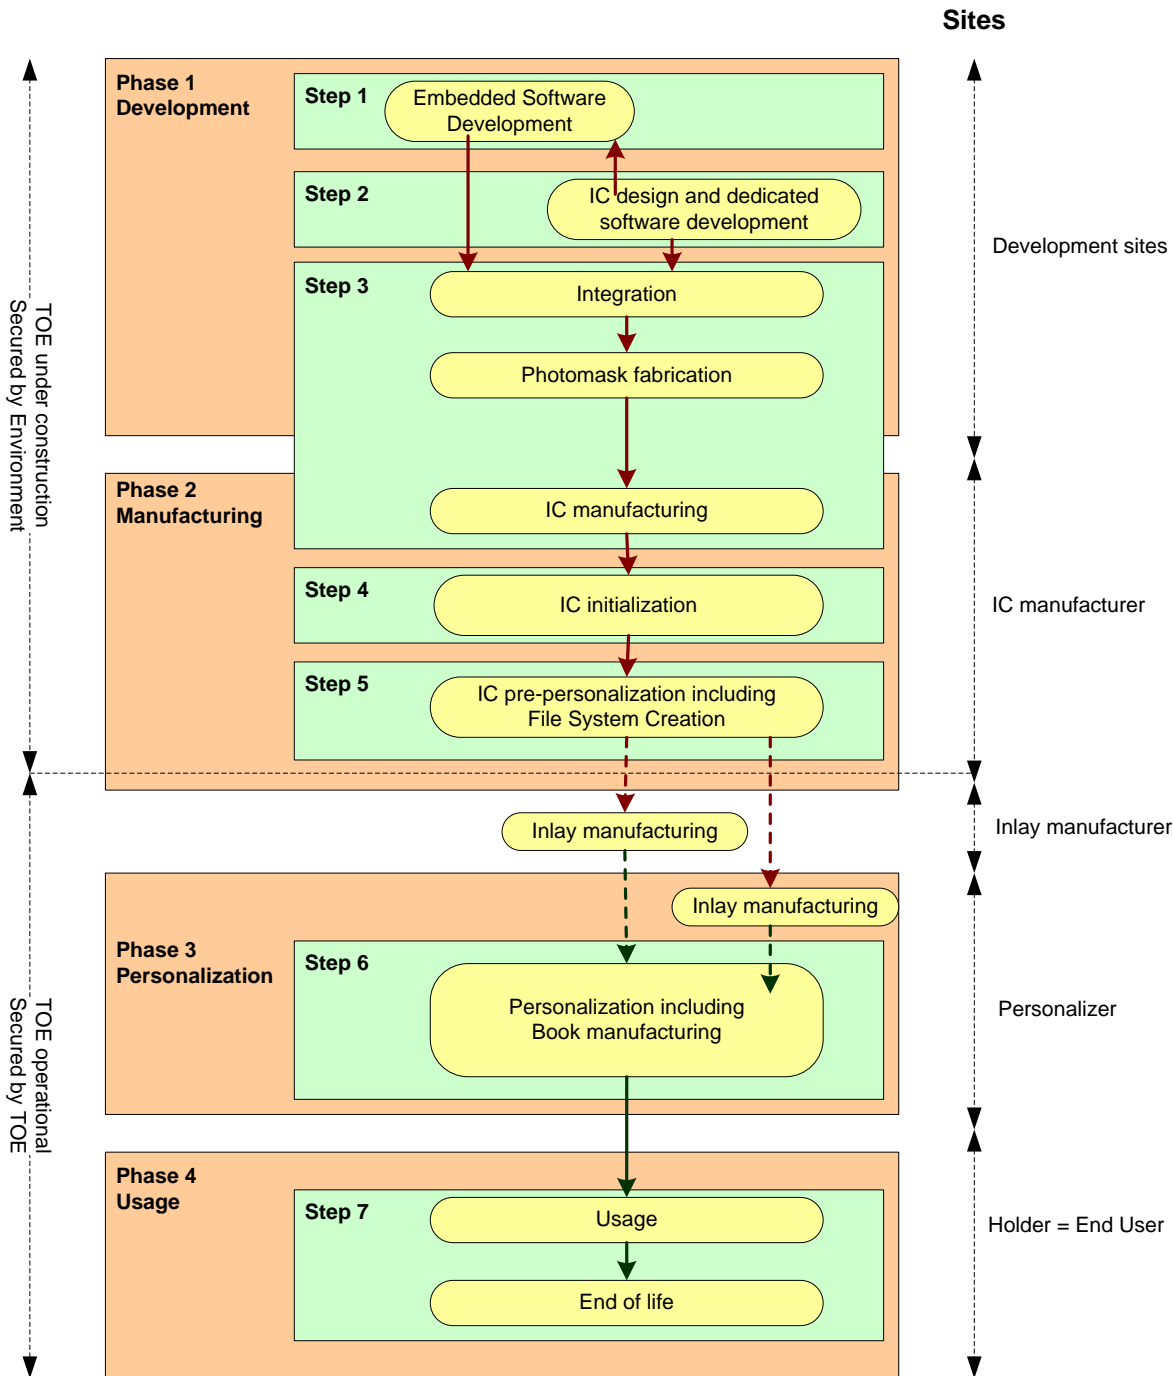 Sites
Phase 1
Development
Step 1
Embedded Software
Development
Step 2
IC design and dedicated
software development
Development sites
Step 3
Integration
Photomask fabrication
TOE under construction
Secured by Environment
Phase 2
Manufacturing
IC manufacturing
Step 4
IC initialization
IC manufacturer
Step 5
IC pre-personalization including
File System Creation
Inlay manufacturing
Inlay manufacturer
Inlay manufacturing
Phase 3
Personalization
Step 6
Personalization including
Book manufacturing
Personalizer
TOE operational
Secured by TOE
Phase 4
Usage
Step 7
Usage
Holder = End User
End of life